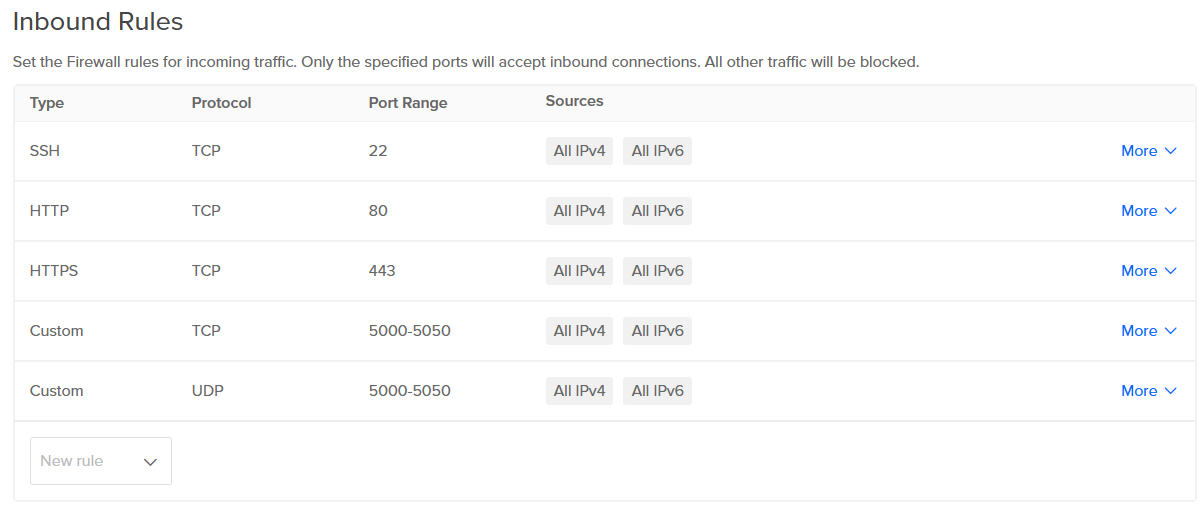 Inbound Rules
Set the Firewall rules for incoming traffic. Only the specified ports will accept inbound connections. All other traffic will be blocked.
Type Protocol Port Range Sources
SSH TCP 22 All IPv4 All IPv6 More
HTTP TCP 80 All IPv4 All IPv6 More
HTTPS TCP 443 All IPv4 All IPv6 More
Custom TCP 5000-5050 All IPv4 All IPv6 More
Custom UDP 5000-5050 All IPv4 All IPv6 More
New rule